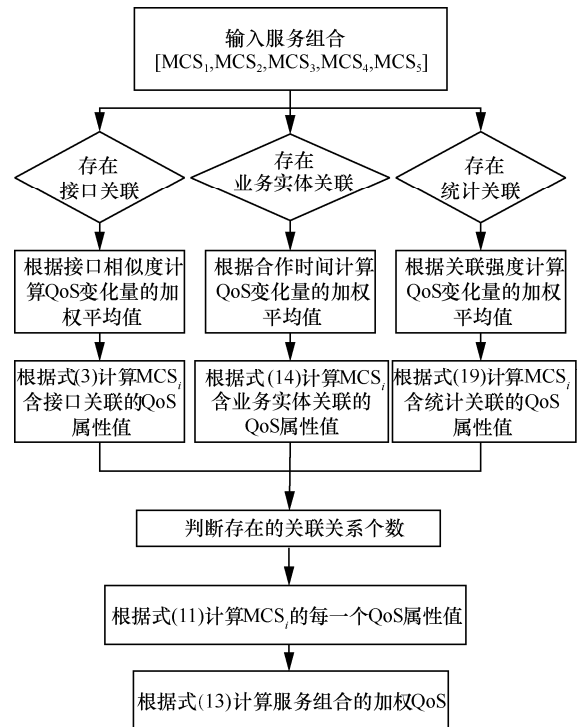 输入服务组合
[MCS₁,MCS₂,MCS₃,MCS₄,MCS₅]
存在
接口关联
存在
业务实体关联
存在
统计关联
根据接口相似度计
算QoS变化量的加
权平均值
根据合作时间计算
QoS变化量的加权
平均值
根据关联强度计算
QoS变化量的加权
平均值
根据式(3)计算MCSᵢ
含接口关联的QoS
属性值
根据式(14)计算MCSᵢ
含业务实体关联的
QoS属性值
根据式(19)计算MCSᵢ
含统计关联的QoS
属性值
判断存在的关联关系个数
根据式(11)计算MCSᵢ的每一个QoS属性值
根据式(13)计算服务组合的加权QoS